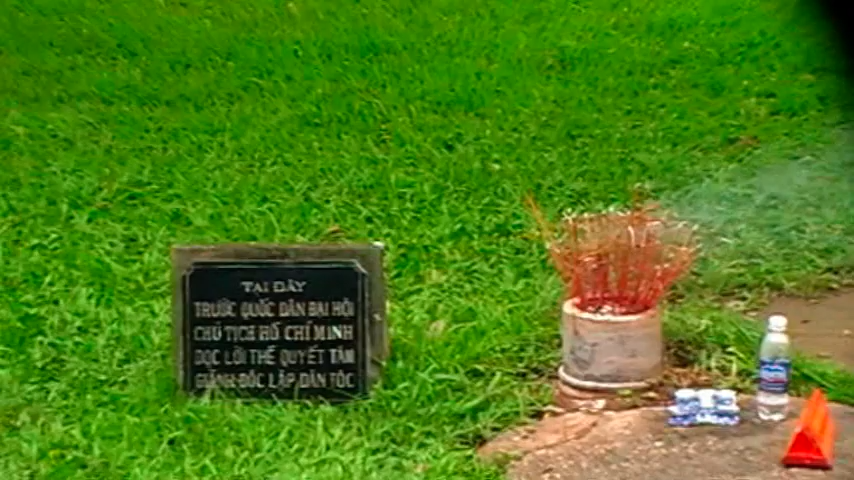 TẠI ĐÂY
TRƯỚC QUỐC DÂN ĐẠI HỘI
CHỦ TỊCH HỒ CHÍ MINH
ĐỌC LỜI THỀ QUYẾT TÂM
GIÀNH ĐỘC LẬP DÂN TỘC